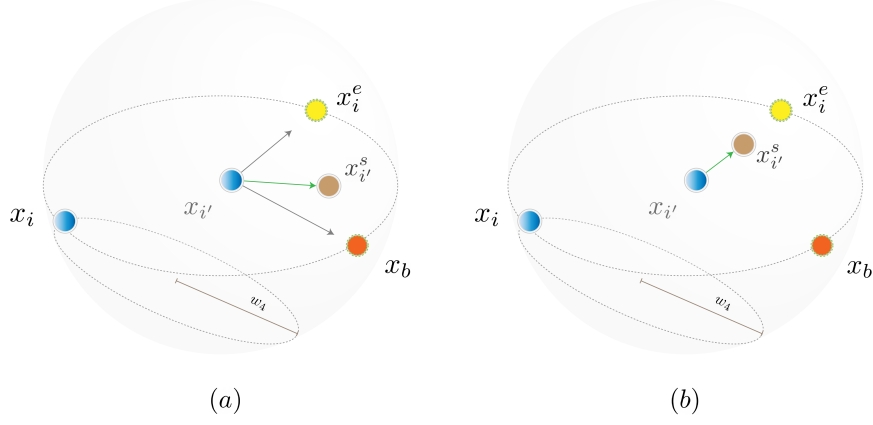 x_i^e
x_{i'}^s
x_{i'}
x_i
x_b
w_4
(a)
x_i^e
x_{i'}^s
x_{i'}
x_i
x_b
w_4
(b)